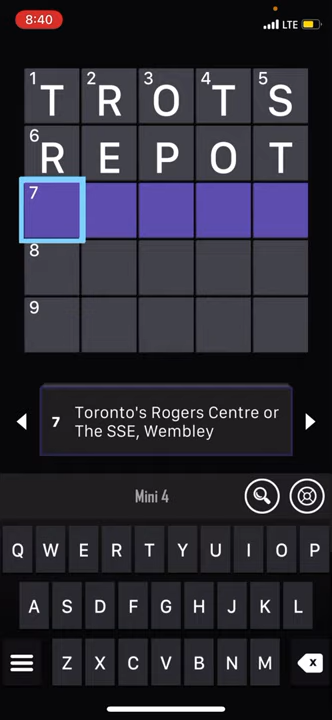 8:40
LTE
1 2 3 4 5
T R O T S
6
R E P O T
7
8
9
7 Toronto's Rogers Centre or
The SSE, Wembley
Mini 4
Q W E R T Y U I O P
A S D F G H J K L
Z X C V B N M